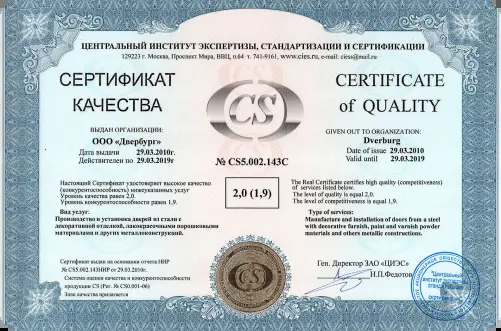 ЦЕНТРАЛЬНЫЙ ИНСТИТУТ ЭКСПЕРТИЗЫ, СТАНДАРТИЗАЦИИ И СЕРТИФИКАЦИИ
129223 г. Москва, Проспект Мира, ВВЦ, п.64 т. 741-9161, www.cies.ru, e-mail: ciess@mail.ru
СЕРТИФИКАТ
КАЧЕСТВА
ВЫДАН ОРГАНИЗАЦИИ:
ООО «Двербург»
Дата выдачи 29.03.2010г.
Действителен по 29.03.2019г
CS
№ CS5.002.143С
CERTIFICATE
of QUALITY
GIVEN OUT TO ORGANIZATION:
Dverburg
Date of issue 29.03.2010
Valid until 29.03.2019
Настоящий Сертификат удостоверяет высокое качество
(конкурентоспособность) нижеуказанных услуг
Уровень качества равен 2,0.
Уровень конкурентоспособности равен 1,9.
2,0 (1,9)
The Real Certificate certifies high quality (competitiveness)
of services listed below.
The level of quality is equal 2,0.
The level of competitiveness is equal 1,9.
Вид услуг:
Производство и установка дверей из стали с
декоративной отделкой, лакокрасочными порошковыми
материалами и других металлоконструкций.
Type of services:
Manufacture and installation of doors from a steel
with decorative furnish, paint and varnish powder
materials and others metallic constructions.
Сертификат выдан на основании отчета НИР
№ CS5.002.143НИР от 29.03.2010г.
Система оценки качества и конкурентоспособности
продукции CS (Рег. № CS0.001-06)
Знак качества прилагается
CS
Ген. Директор ЗАО «ЦИЭС»
Н.П.Федотов
"Центральный
институт